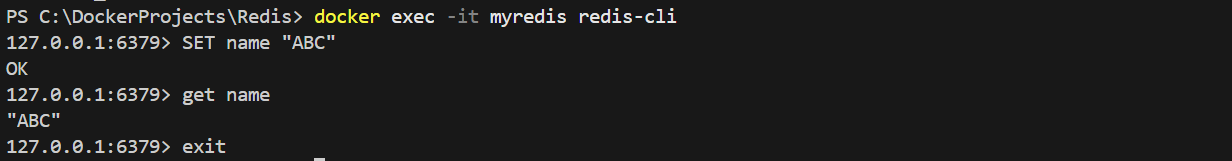 PS C:\DockerProjects\Redis> docker exec -it myredis redis-cli
127.0.0.1:6379> SET name "ABC"
OK
127.0.0.1:6379> get name
"ABC"
127.0.0.1:6379> exit